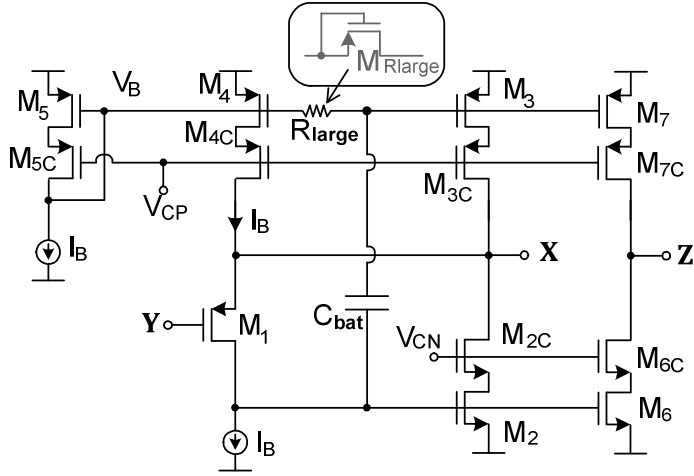 M Rlarge
M5
VB
M4
Rlarge
M3
M7
M5C
M4C
M3C
M7C
VCP
IB
X
Z
IB
Y
M1
Cbat
VCN
M2C
M6C
IB
M2
M6